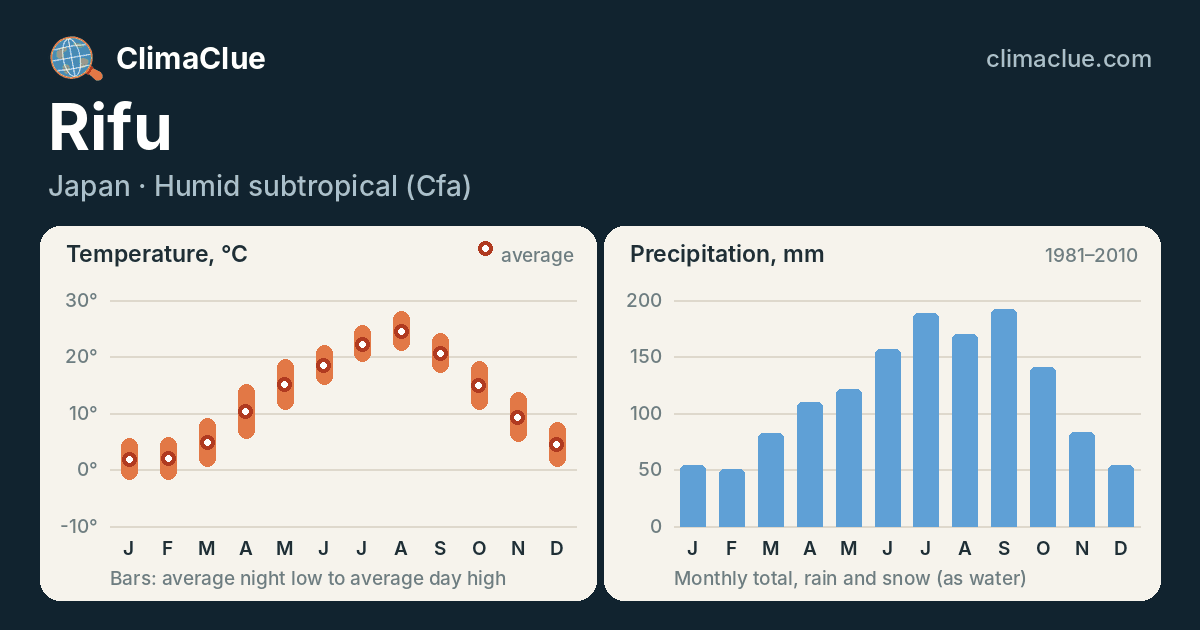 ClimaClue
climaclue.com
Rifu
Japan · Humid subtropical (Cfa)
Temperature, °C
average
30°
20°
10°
0°
-10°
J F M A M J J A S O N D
Bars: average night low to average day high
Precipitation, mm
1981–2010
200
150
100
50
0
J F M A M J J A S O N D
Monthly total, rain and snow (as water)